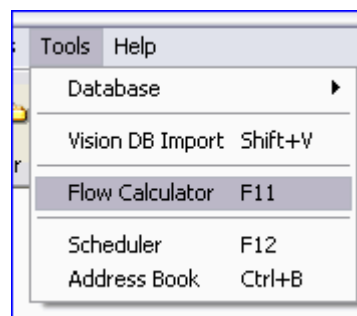 Tools Help
Database
Vision DB Import Shift+V
Flow Calculator F11
Scheduler F12
Address Book Ctrl+B